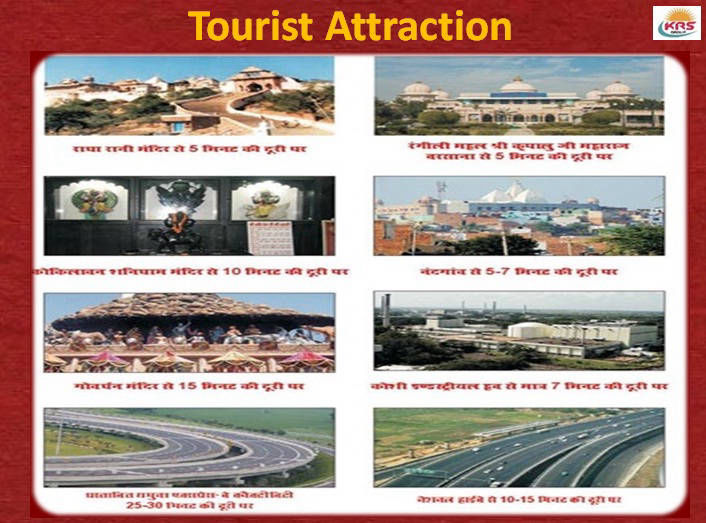 Tourist Attraction
KRS
राधा रानी मंदिर से 5 मिनट की दूरी पर
रंगीली महल श्री कृपालु जी महाराज
बरसाना से 5 मिनट की दूरी पर
कोकिलावन शनिधाम मंदिर से 10 मिनट की दूरी पर
नंदगांव से 5-7 मिनट की दूरी पर
गोवर्धन मंदिर से 15 मिनट की दूरी पर
कोसी इण्डस्ट्रीयल हब से मात्र 7 मिनट की दूरी पर
यमुना एक्सप्रेस-वे कनेक्टीविटी
25-30 मिनट की दूरी पर
नेशनल हाईवे से 10-15 मिनट की दूरी पर